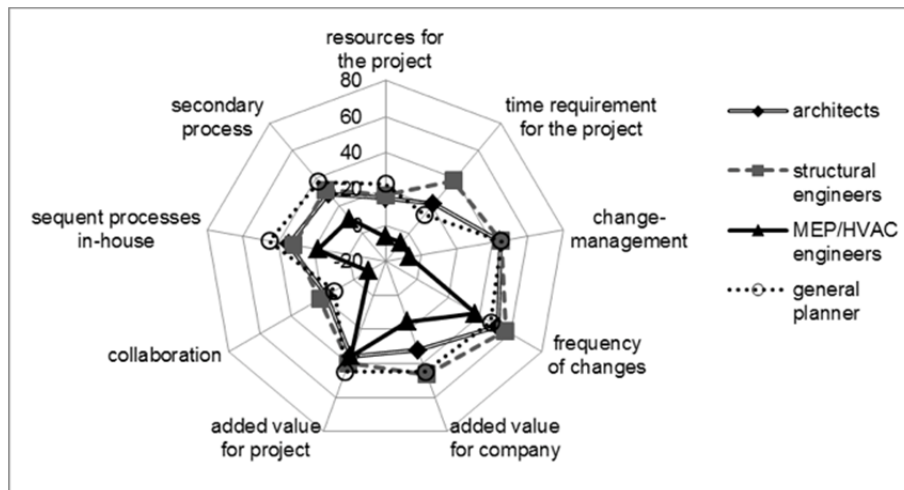 resources for
the project
80
60
40
20
0
-20
time requirement
for the project
change-
management
frequency
of changes
added value
for company
added value
for project
collaboration
sequent processes
in-house
secondary
process
architects
structural
engineers
MEP/HVAC
engineers
general
planner